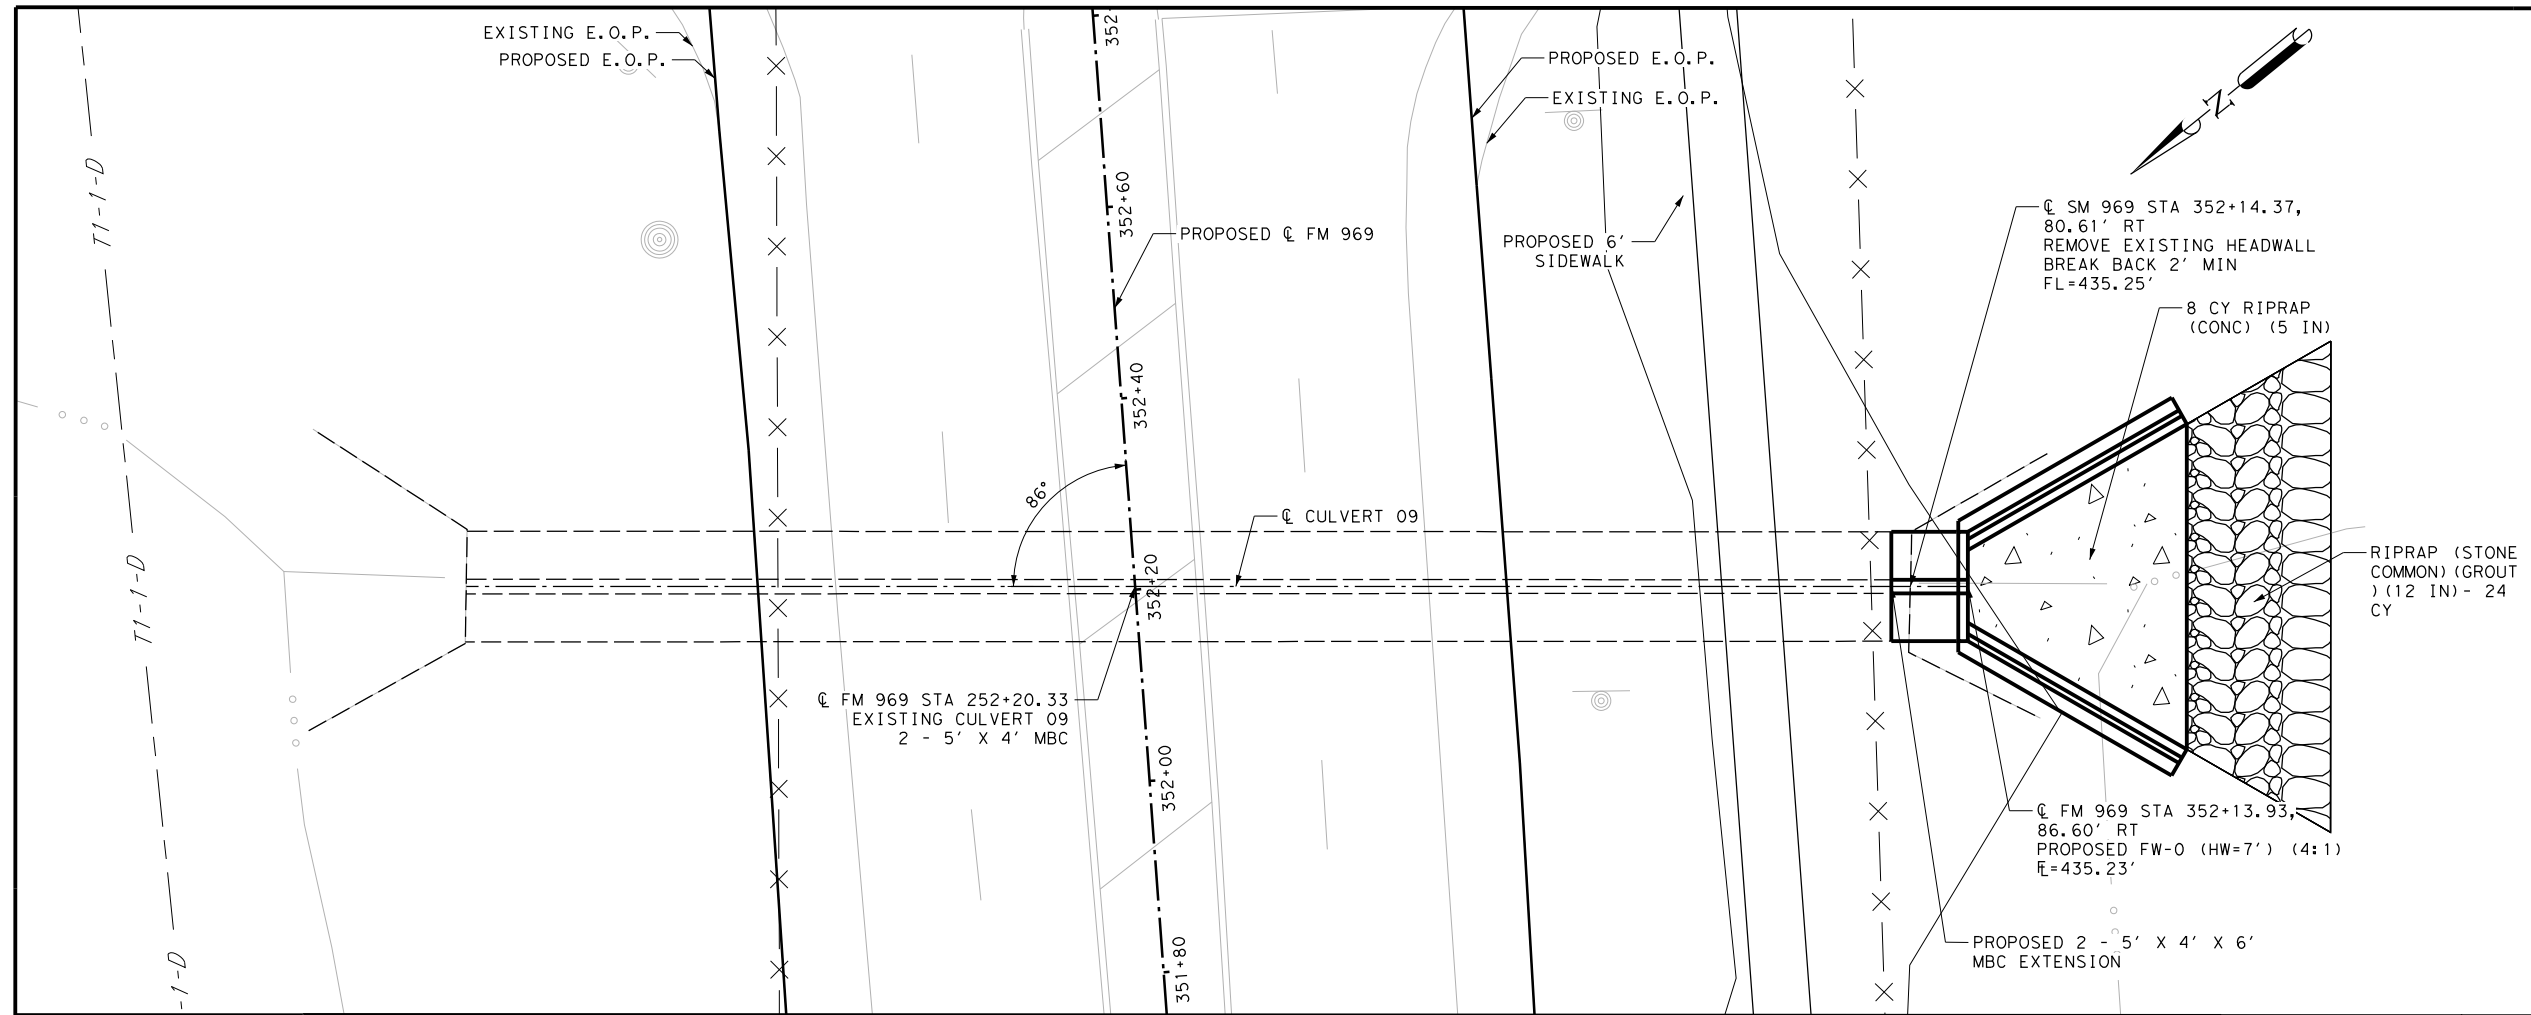 EXISTING E.O.P.
PROPOSED E.O.P.
352
PROPOSED E.O.P.
EXISTING E.O.P.
N
T1-1-D
352+60
PROPOSED ℄ FM 969
PROPOSED 6'
SIDEWALK
℄ SM 969 STA 352+14.37,
80.61' RT
REMOVE EXISTING HEADWALL
BREAK BACK 2' MIN
FL=435.25'
8 CY RIPRAP
(CONC) (5 IN)
352+40
86°
℄ CULVERT 09
T1-1-D
352+20
RIPRAP (STONE
COMMON)(GROUT
)(12 IN)- 24
CY
℄ FM 969 STA 252+20.33
EXISTING CULVERT 09
2 - 5' X 4' MBC
352+00
℄ FM 969 STA 352+13.93,
86.60' RT
PROPOSED FW-0 (HW=7') (4:1)
FL=435.23'
PROPOSED 2 - 5' X 4' X 6'
MBC EXTENSION
351+80
-1-D